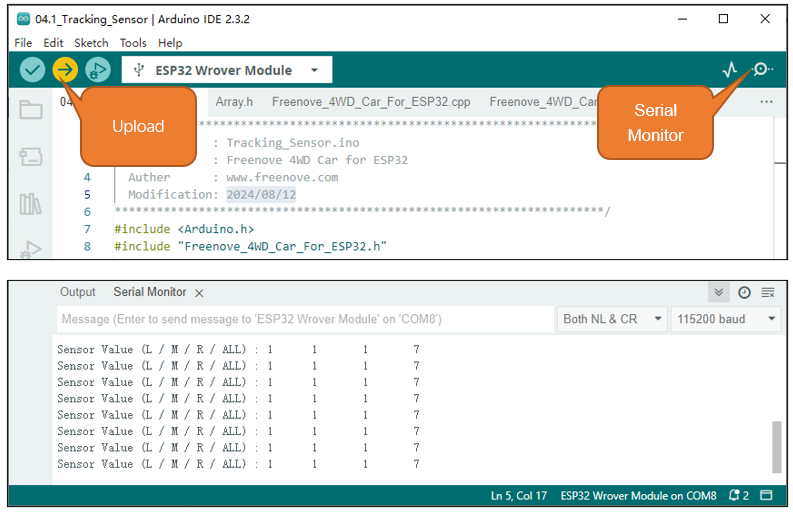 04.1_Tracking_Sensor | Arduino IDE 2.3.2
File Edit Sketch Tools Help
ESP32 Wrover Module
04
Array.h Freenove_4WD_Car_For_ESP32.cpp Freenove_4WD_Car
Upload
Serial
Monitor
*********************************************************
: Tracking_Sensor.ino
: Freenove 4WD Car for ESP32
4 Auther : www.freenove.com
5 Modification: 2024/08/12
6 **********************************************************************/
7 #include <Arduino.h>
8 #include "Freenove_4WD_Car_For_ESP32.h"
Output Serial Monitor
Message (Enter to send message to 'ESP32 Wrover Module' on 'COM8') Both NL & CR 115200 baud
Sensor Value (L / M / R / ALL) : 1 1 1 7
Sensor Value (L / M / R / ALL) : 1 1 1 7
Sensor Value (L / M / R / ALL) : 1 1 1 7
Sensor Value (L / M / R / ALL) : 1 1 1 7
Sensor Value (L / M / R / ALL) : 1 1 1 7
Sensor Value (L / M / R / ALL) : 1 1 1 7
Sensor Value (L / M / R / ALL) : 1 1 1 7
Sensor Value (L / M / R / ALL) : 1 1 1 7
Ln 5, Col 17 ESP32 Wrover Module on COM8 2